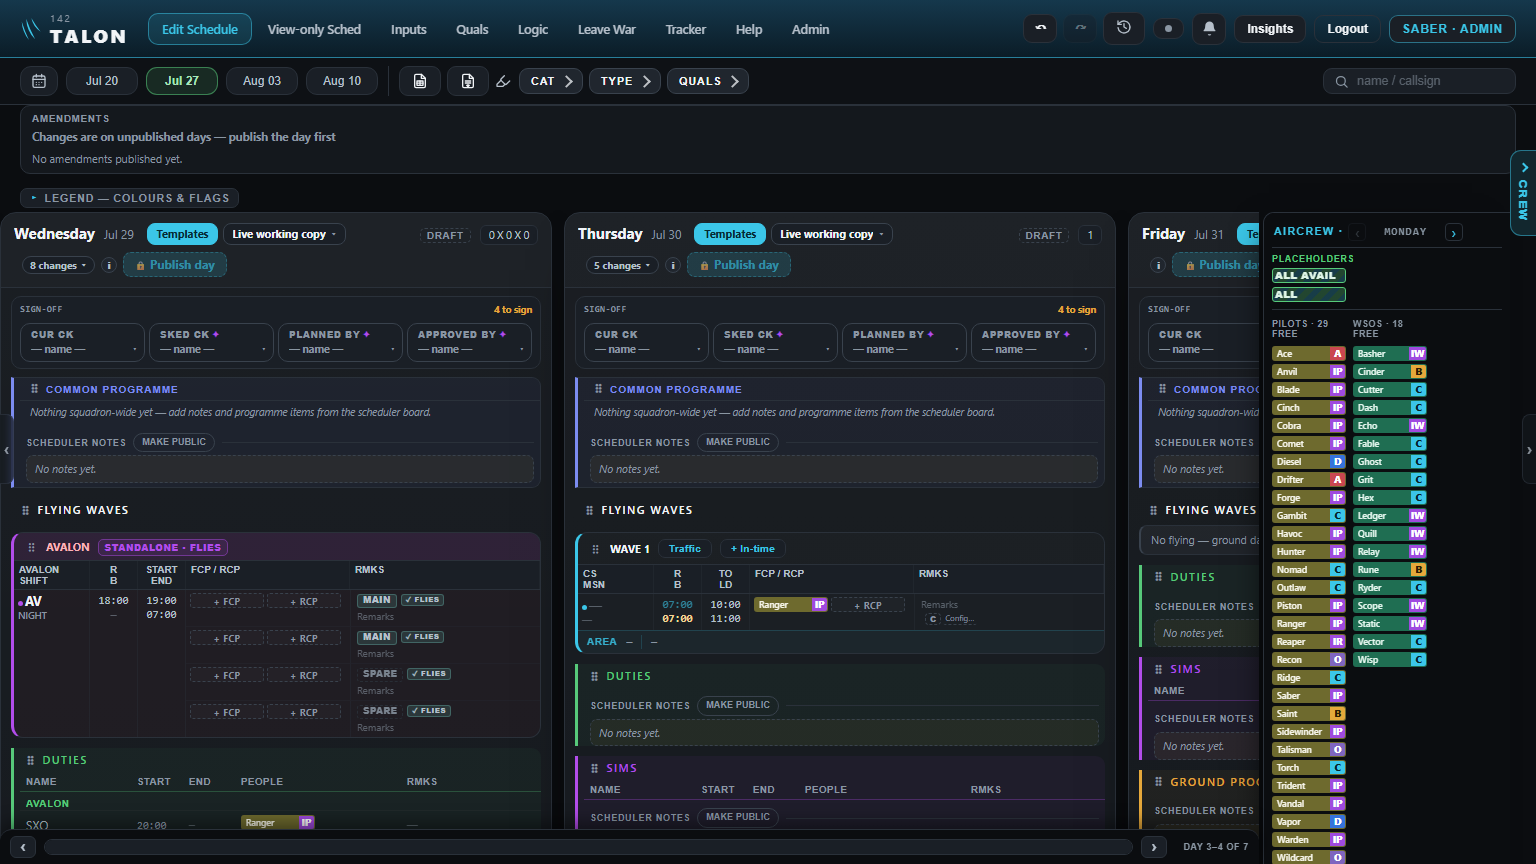 142
TALON
Edit Schedule
View-only Sched
Inputs
Quals
Logic
Leave War
Tracker
Help
Admin
Insights
Logout
SABER · ADMIN
Jul 20
Jul 27
Aug 03
Aug 10
CAT
TYPE
QUALS
name / callsign
AMENDMENTS
Changes are on unpublished days — publish the day first
No amendments published yet.
CREW
LEGEND — COLOURS & FLAGS
Wednesday Jul 29
Templates
Live working copy
DRAFT
0X0X0
8 changes
i
Publish day
SIGN-OFF
4 to sign
CUR CK
— name —
SKED CK
— name —
PLANNED BY
— name —
APPROVED BY
— name —
COMMON PROGRAMME
Nothing squadron-wide yet — add notes and programme items from the scheduler board.
SCHEDULER NOTES
MAKE PUBLIC
No notes yet.
FLYING WAVES
AVALON
STANDALONE · FLIES
AVALON
SHIFT
R
B
START
END
FCP / RCP
RMKS
AV
NIGHT
18:00
—
19:00
07:00
+ FCP
+ RCP
MAIN
✓ FLIES
Remarks
+ FCP
+ RCP
MAIN
✓ FLIES
Remarks
+ FCP
+ RCP
SPARE
✓ FLIES
Remarks
+ FCP
+ RCP
SPARE
✓ FLIES
Remarks
DUTIES
NAME
START
END
PEOPLE
RMKS
AVALON
SXO
20:00
—
Ranger IP
—
Thursday Jul 30
Templates
Live working copy
DRAFT
1
5 changes
i
Publish day
SIGN-OFF
4 to sign
CUR CK
— name —
SKED CK
— name —
PLANNED BY
— name —
APPROVED BY
— name —
COMMON PROGRAMME
Nothing squadron-wide yet — add notes and programme items from the scheduler board.
SCHEDULER NOTES
MAKE PUBLIC
No notes yet.
FLYING WAVES
WAVE 1
Traffic
+ In-time
CS
MSN
R
B
TO
LD
FCP / RCP
RMKS
—
—
07:00
07:00
10:00
11:00
Ranger IP
+ RCP
Remarks
C
Config...
AREA — —
DUTIES
SCHEDULER NOTES
MAKE PUBLIC
No notes yet.
SIMS
NAME
START
END
PEOPLE
RMKS
SCHEDULER NOTES
MAKE PUBLIC
Friday Jul 31
Te
i
Publish da
SIGN-OFF
CUR CK
— name —
COMMON PROG
Nothing squadron-wi
SCHEDULER NOTES
No notes yet.
FLYING WAVES
No flying — ground da
DUTIES
SCHEDULER NOTES
No notes yet.
SIMS
NAME
SCHEDULER NOTES
No notes yet.
GROUND PROG
SCHEDULER NOTES
AIRCREW ·
MONDAY
PLACEHOLDERS
ALL AVAIL
ALL
PILOTS · 29
FREE
WSOS · 18
FREE
Ace A
Anvil IP
Blade IP
Cinch IP
Cobra IP
Comet IP
Diesel D
Drifter A
Forge IP
Gambit C
Havoc IP
Hunter IP
Nomad C
Outlaw C
Piston IP
Ranger IP
Reaper IR
Recon O
Ridge C
Saber IP
Saint B
Sidewinder IP
Talisman O
Torch C
Trident IP
Vandal IP
Vapor D
Warden IP
Wildcard O
Basher IW
Cinder B
Cutter C
Dash C
Echo IW
Fable C
Ghost C
Grit C
Hex C
Ledger IW
Quill IW
Relay IW
Rune B
Ryder C
Scope IW
Static IW
Vector C
Wisp C
DAY 3–4 OF 7